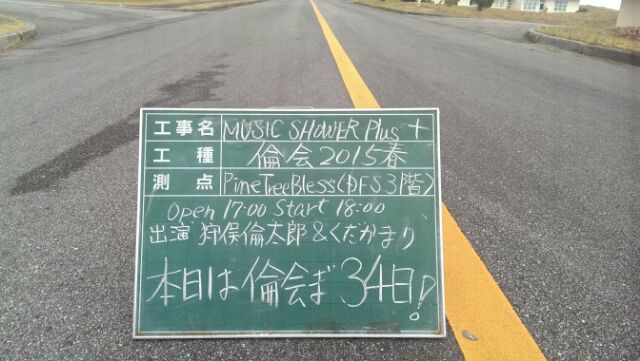 工事名 MUSIC SHOWER Plus +
工種 倫会2015春
測点 PineTreeBless(DFS3階)
Open 17:00 Start 18:00
出演 狩俣倫太郎&くだかまり
本日は倫会まで34日!